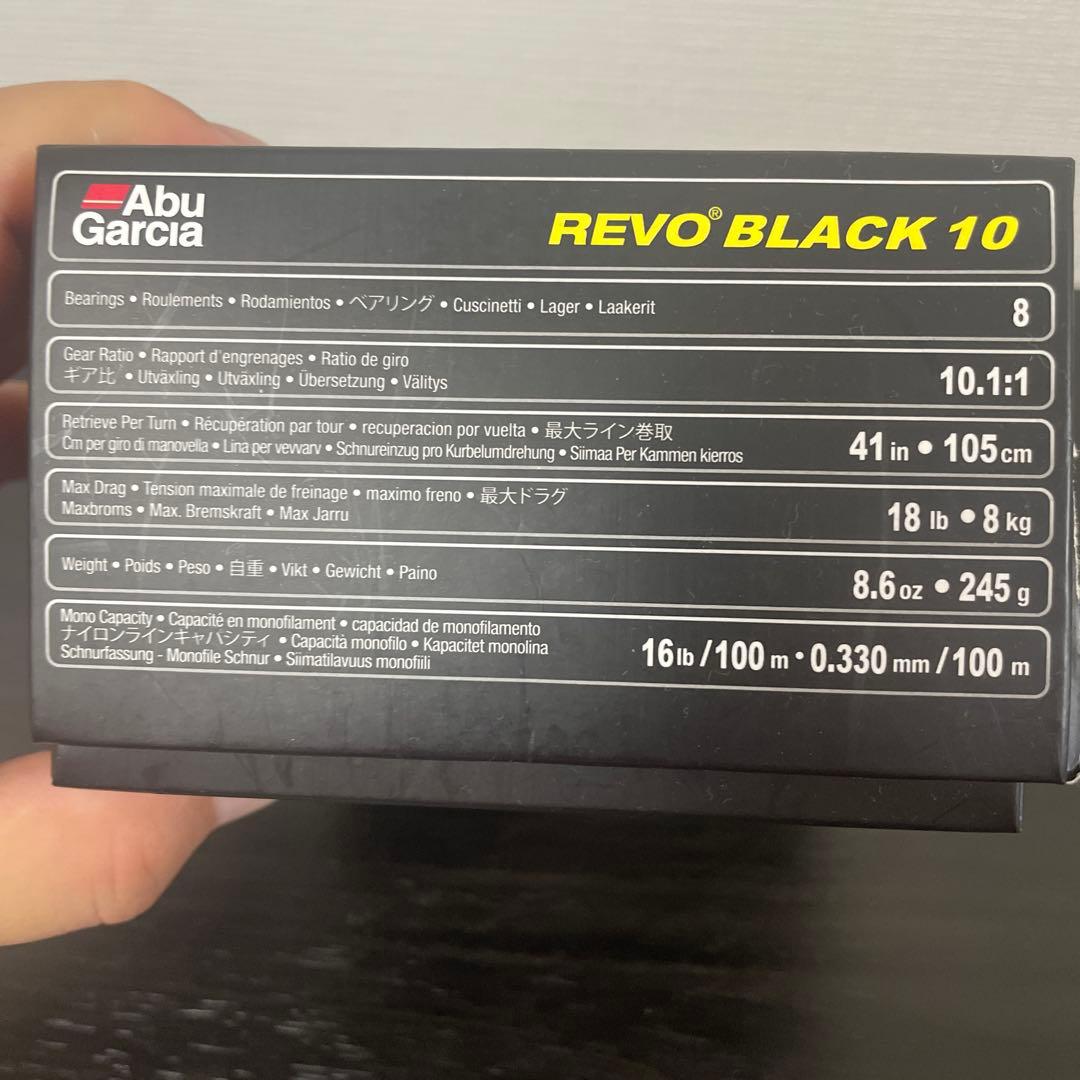 Abu
Garcia
REVO® BLACK 10
Bearings • Roulements • Rodamientos • ベアリング • Cuscinetti • Lager • Laakerit
8
Gear Ratio • Rapport d'engrenages • Ratio de giro
ギア比 • Utväxling • Utväxling • Übersetzung • Välitys
10.1:1
Retrieve Per Turn • Récupération par tour • recuperacion por vuelta • 最大ライン巻取
Cm per giro di manovella • Lina per vevvarv • Schnureinzug pro Kurbelumdrehung • Siimaa Per Kammen kierros
41 in • 105 cm
Max Drag • Tension maximale de freinage • maximo freno • 最大ドラグ
Maxbroms • Max. Bremskraft • Max Jarru
18 lb • 8 kg
Weight • Poids • Peso • 自重 • Vikt • Gewicht • Paino
8.6 oz • 245 g
Mono Capacity • Capacité en monofilament • capacidad de monofilamento
ナイロンラインキャパシティ • Capacità monofilo • Kapacitet monolina
Schnurfassung - Monofile Schnur • Siimatilavuus monofiili
16 lb / 100 m • 0.330 mm / 100 m